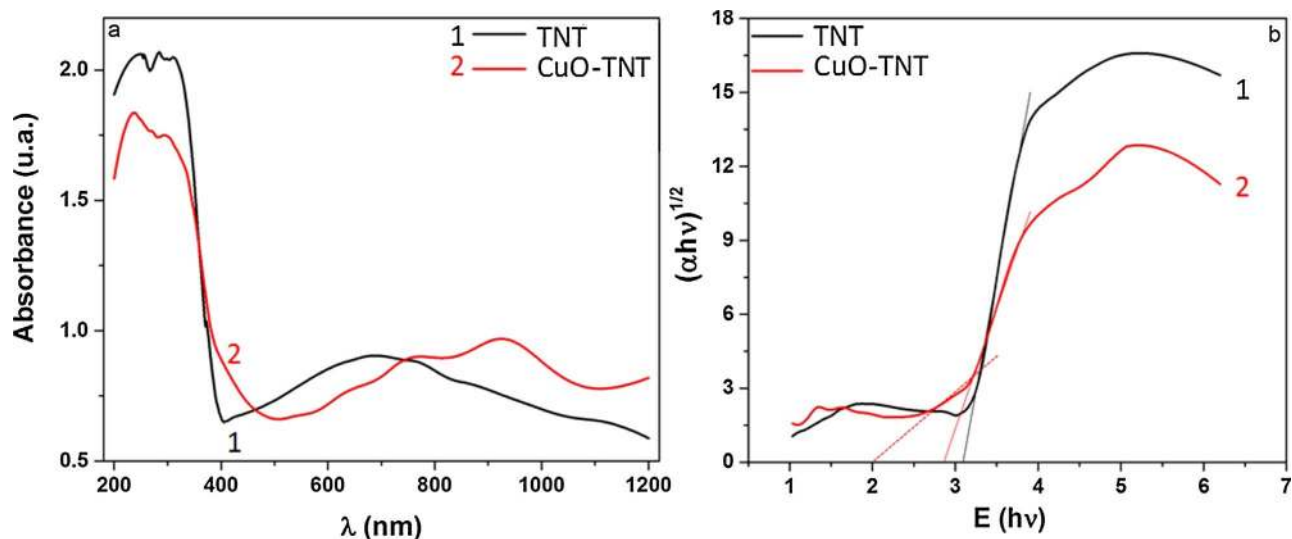 a
1 TNT
2 CuO-TNT
2.0
1.5
1.0
0.5
Absorbance (u.a.)
2
1
200 400 600 800 1000 1200
λ (nm)
b
TNT
CuO-TNT
18
15
12
9
6
3
0
(αhν)1/2
1
2
1 2 3 4 5 6 7
E (hν)